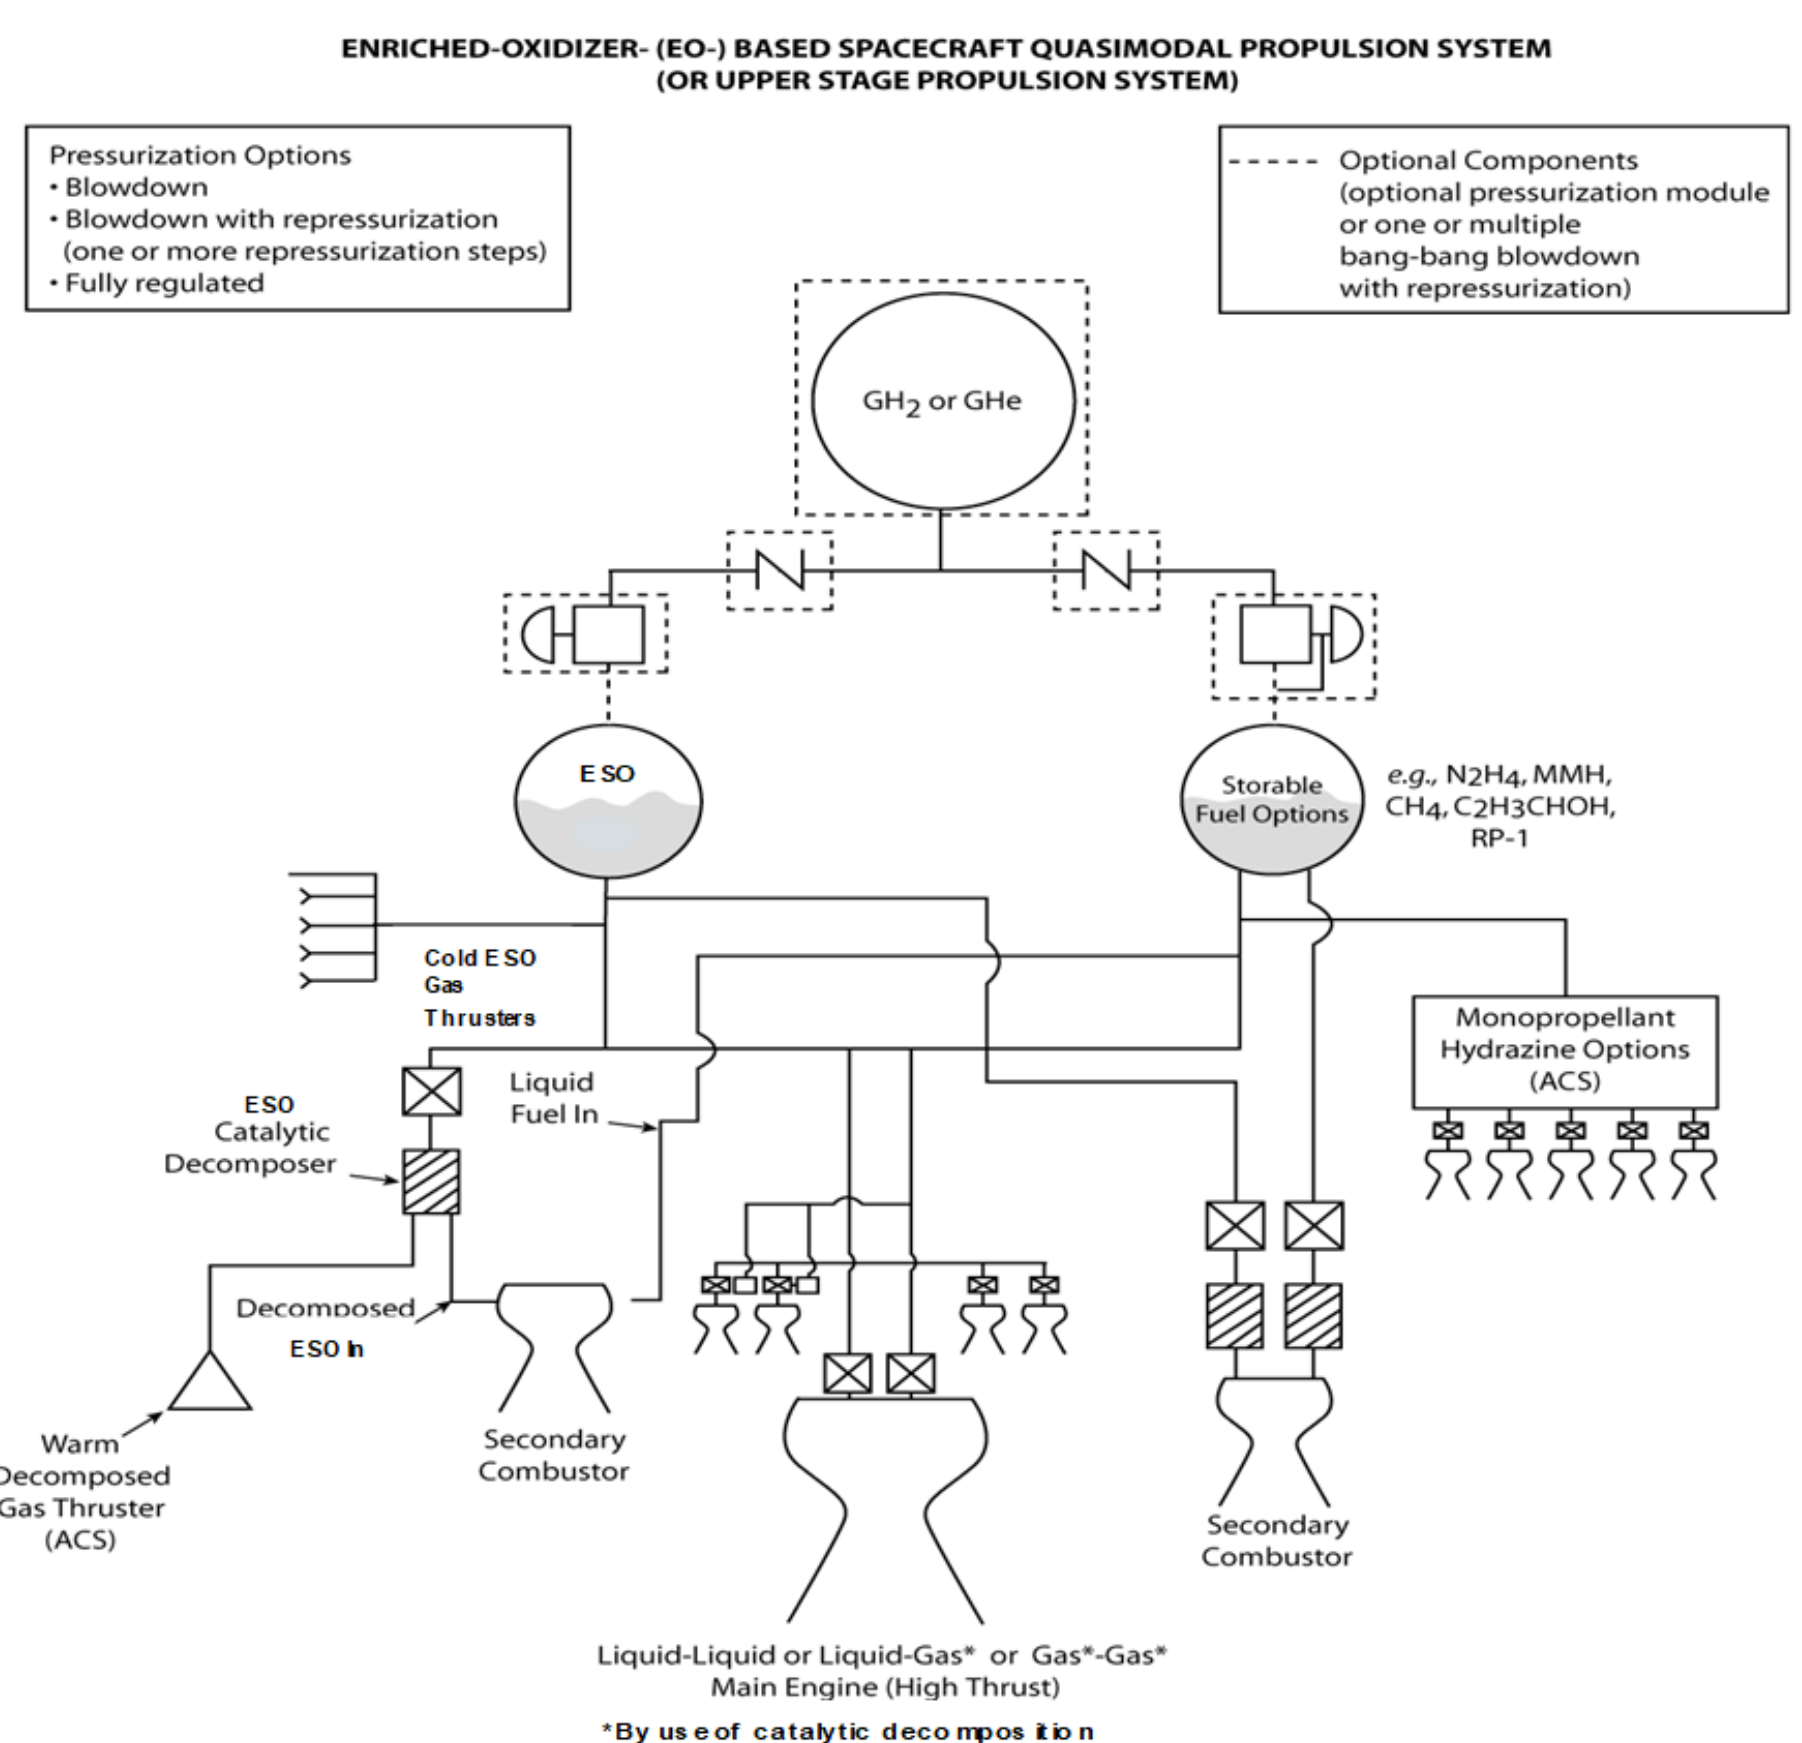 ENRICHED-OXIDIZER- (EO-) BASED SPACECRAFT QUASIMODAL PROPULSION SYSTEM
(OR UPPER STAGE PROPULSION SYSTEM)
Pressurization Options
• Blowdown
• Blowdown with repressurization
(one or more repressurization steps)
• Fully regulated
Optional Components
(optional pressurization module
or one or multiple
bang-bang blowdown
with repressurization)
GH2 or GHe
ESO
Storable
Fuel Options
e.g., N2H4, MMH,
CH4, C2H3CHOH,
RP-1
Cold ESO
Gas
Thrusters
Monopropellant
Hydrazine Options
(ACS)
Liquid
Fuel In
ESO
Catalytic
Decomposer
Decomposed
ESO In
Warm
Decomposed
Gas Thruster
(ACS)
Secondary
Combustor
Secondary
Combustor
Liquid-Liquid or Liquid-Gas* or Gas*-Gas*
Main Engine (High Thrust)
*By use of catalytic decomposition